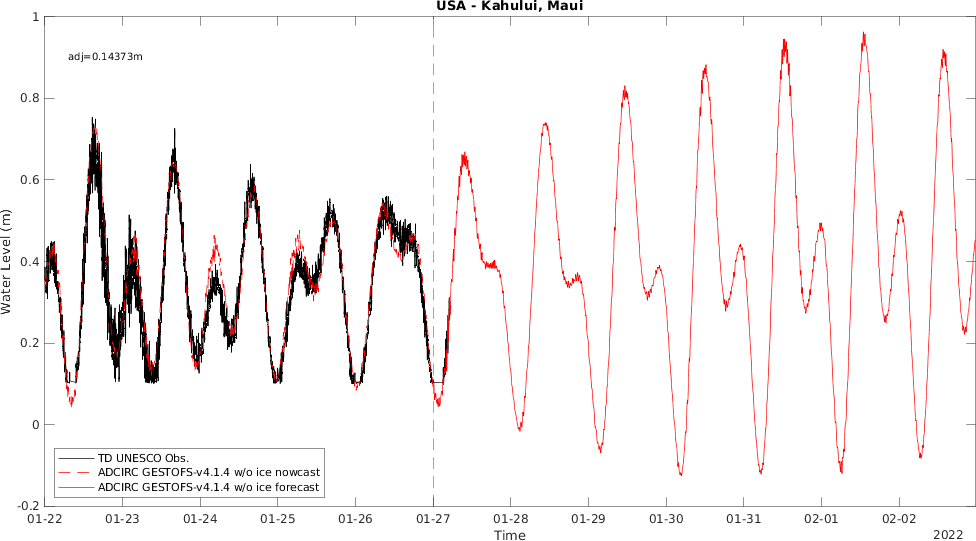 USA - Kahului, Maui
adj=0.14373m
1
0.8
0.6
0.4
0.2
0
-0.2
Water Level (m)
TD UNESCO Obs.
ADCIRC GESTOFS-v4.1.4 w/o ice nowcast
ADCIRC GESTOFS-v4.1.4 w/o ice forecast
01-22 01-23 01-24 01-25 01-26 01-27 01-28 01-29 01-30 01-31 02-01 02-02
Time
2022